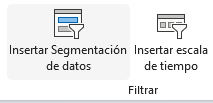 Insertar Segmentación Insertar escala
de datos de tiempo
Filtrar